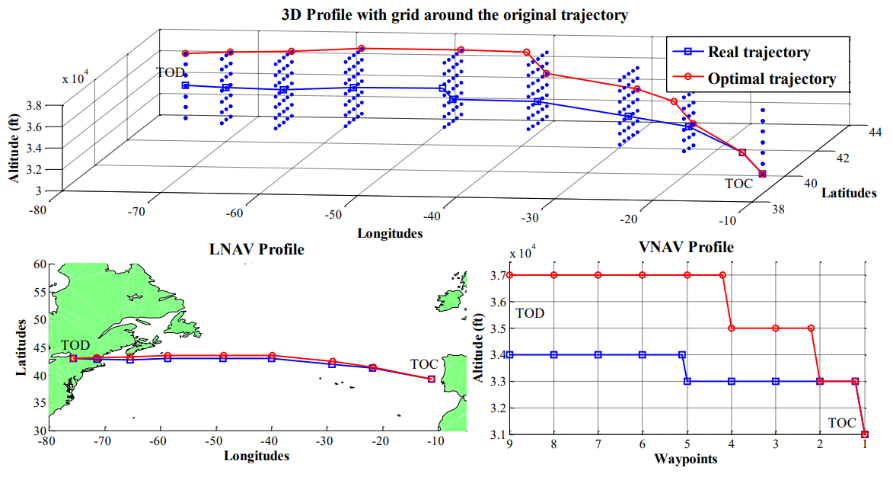 3D Profile with grid around the original trajectory
Real trajectory
Optimal trajectory
x 10^4
TOD
3.8
3.6
3.4
3.2
3
Altitude (ft)
TOC
-80
-70
-60
-50
-40
-30
-20
-10
Longitudes
38
40
42
44
Latitudes
LNAV Profile
60
55
50
45
40
35
30
Latitudes
TOD
TOC
-80
-70
-60
-50
-40
-30
-20
-10
Longitudes
VNAV Profile
x 10^4
3.7
3.6
3.5
3.4
3.3
3.2
3.1
Altitude (ft)
TOD
TOC
9
8
7
6
5
4
3
2
1
Waypoints